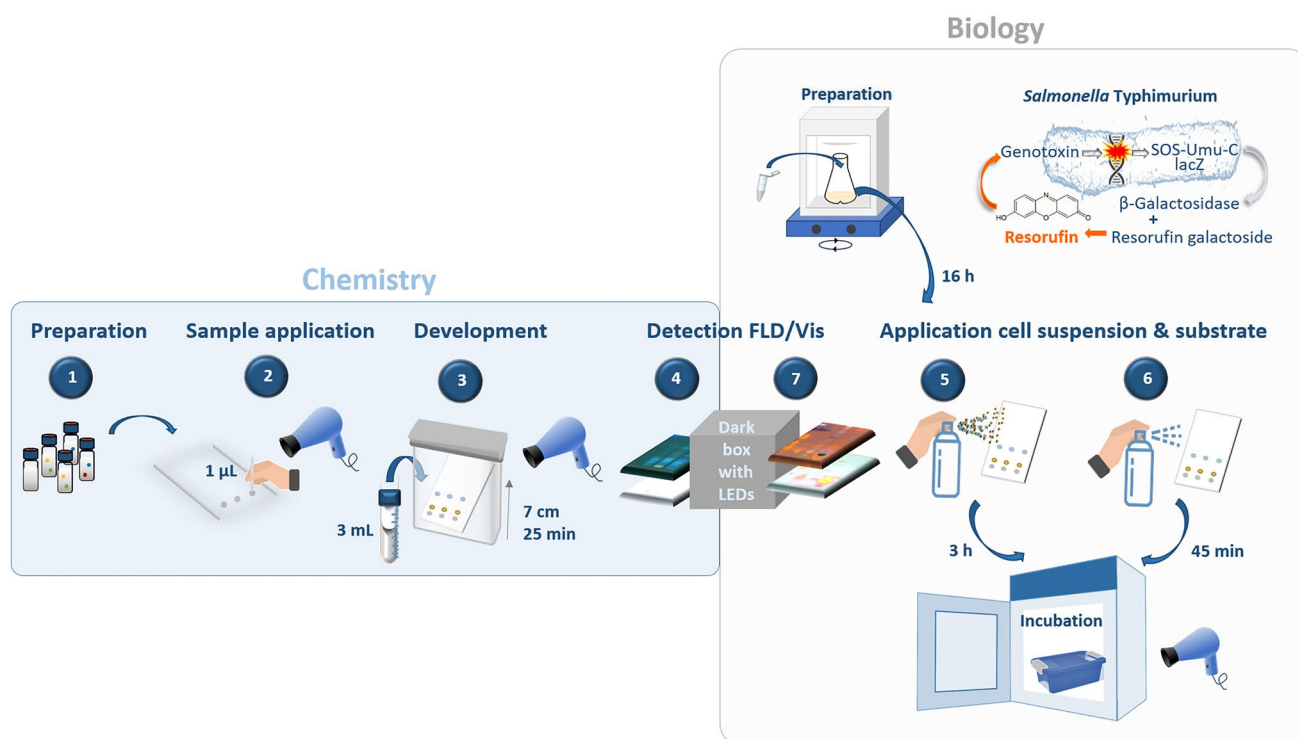 Biology
Preparation
Salmonella Typhimurium
Genotoxin
SOS-Umu-C
lacZ
HO
N
O
O
β-Galactosidase
+
Resorufin
Resorufin galactoside
16 h
Chemistry
Preparation
Sample application
Development
Detection FLD/Vis
Application cell suspension & substrate
1
2
3
4
7
5
6
1 µL
3 mL
7 cm
25 min
Dark
box
with
LEDs
3 h
45 min
Incubation